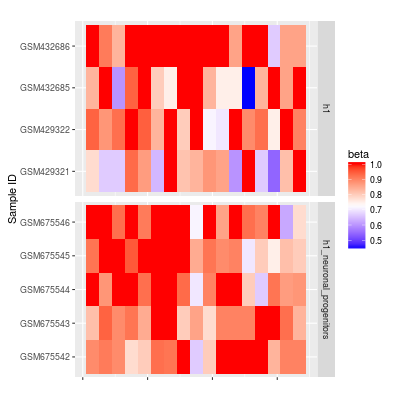 Sample ID
GSM432686
GSM432685
GSM429322
GSM429321
h1
GSM675546
GSM675545
GSM675544
GSM675543
GSM675542
h1_neuronal_progenitors
beta
1.0
0.9
0.8
0.7
0.6
0.5